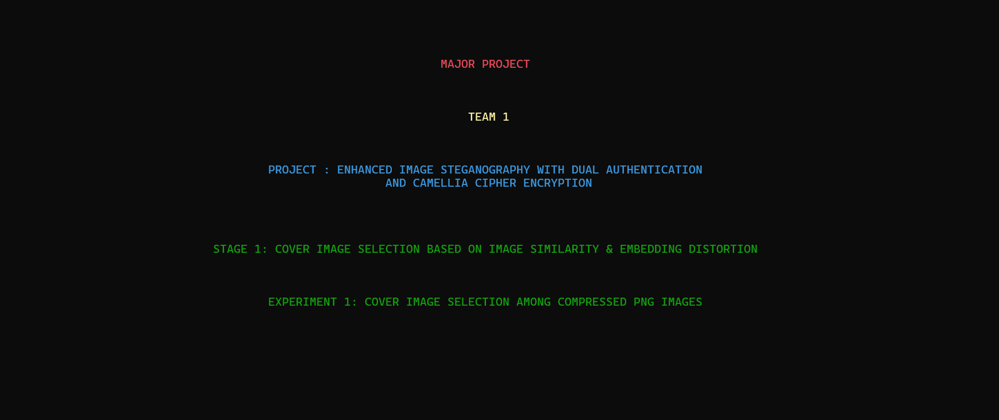 MAJOR PROJECT
TEAM 1
PROJECT : ENHANCED IMAGE STEGANOGRAPHY WITH DUAL AUTHENTICATION
AND CAMELLIA CIPHER ENCRYPTION
STAGE 1: COVER IMAGE SELECTION BASED ON IMAGE SIMILARITY & EMBEDDING DISTORTION
EXPERIMENT 1: COVER IMAGE SELECTION AMONG COMPRESSED PNG IMAGES